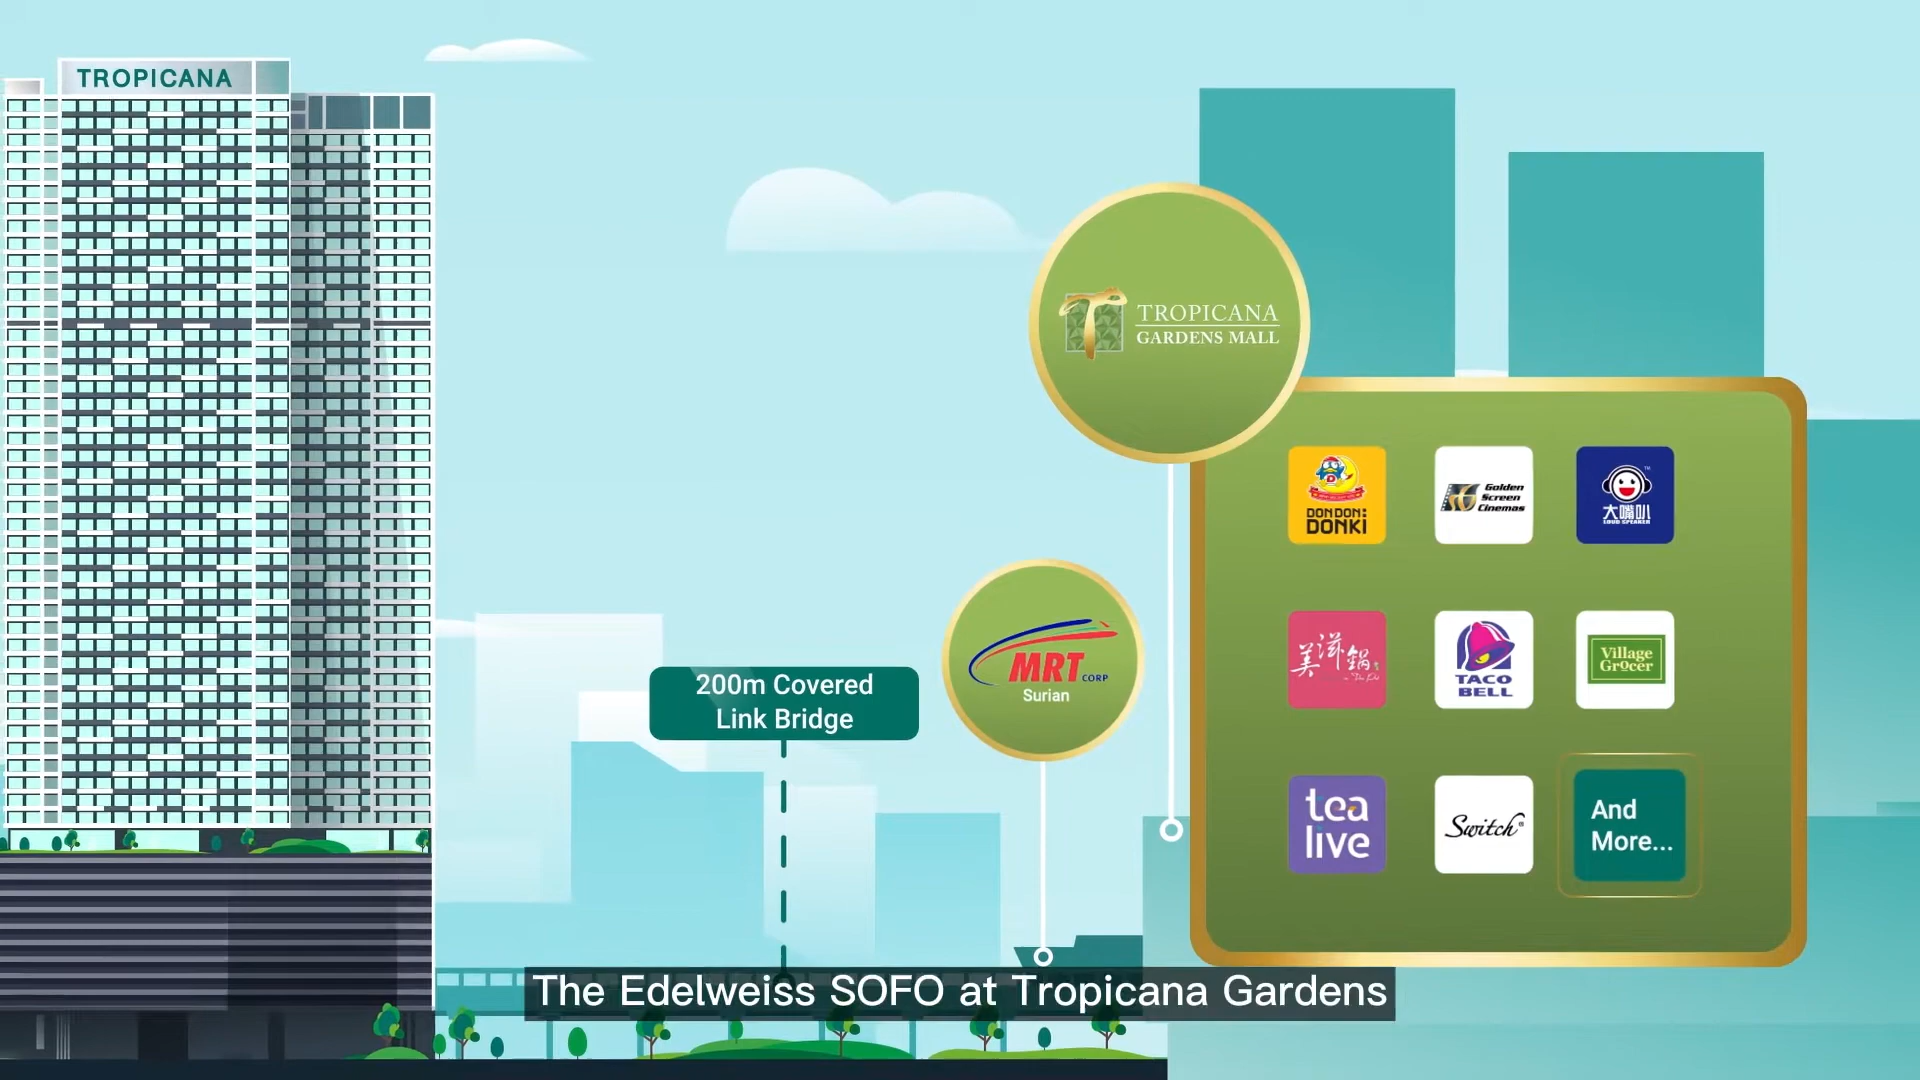 TROPICANA
TROPICANA
GARDENS MALL
DON DON:
DONKI
Golden
Screen
Cinemas
大嘴叭
LOUD SPEAKER
200m Covered
Link Bridge
MRT CORP
Surian
美滋鍋
TACO
BELL
Village
Grocer
tea
live
Switch
And
More...
The Edelweiss SOFO at Tropicana Gardens